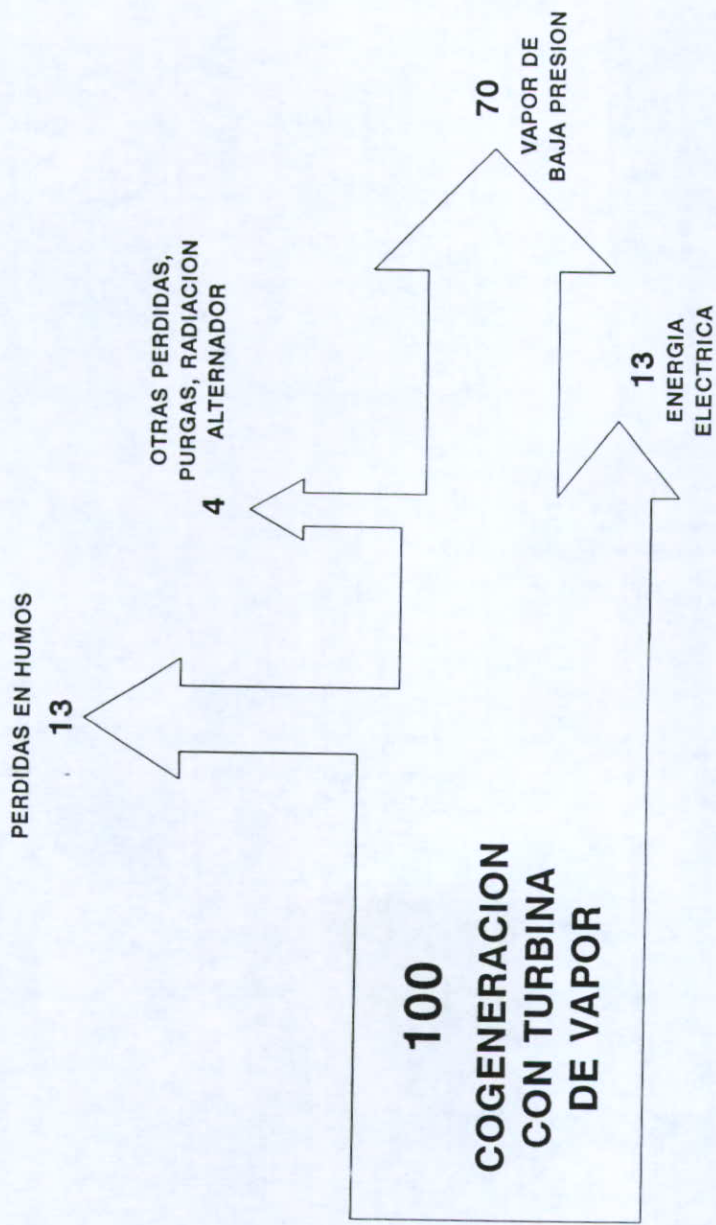 PERDIDAS EN HUMOS
13
OTRAS PERDIDAS,
PURGAS, RADIACION
ALTERNADOR
4
100
COGENERACION
CON TURBINA
DE VAPOR
70
VAPOR DE
BAJA PRESION
13
ENERGIA
ELECTRICA